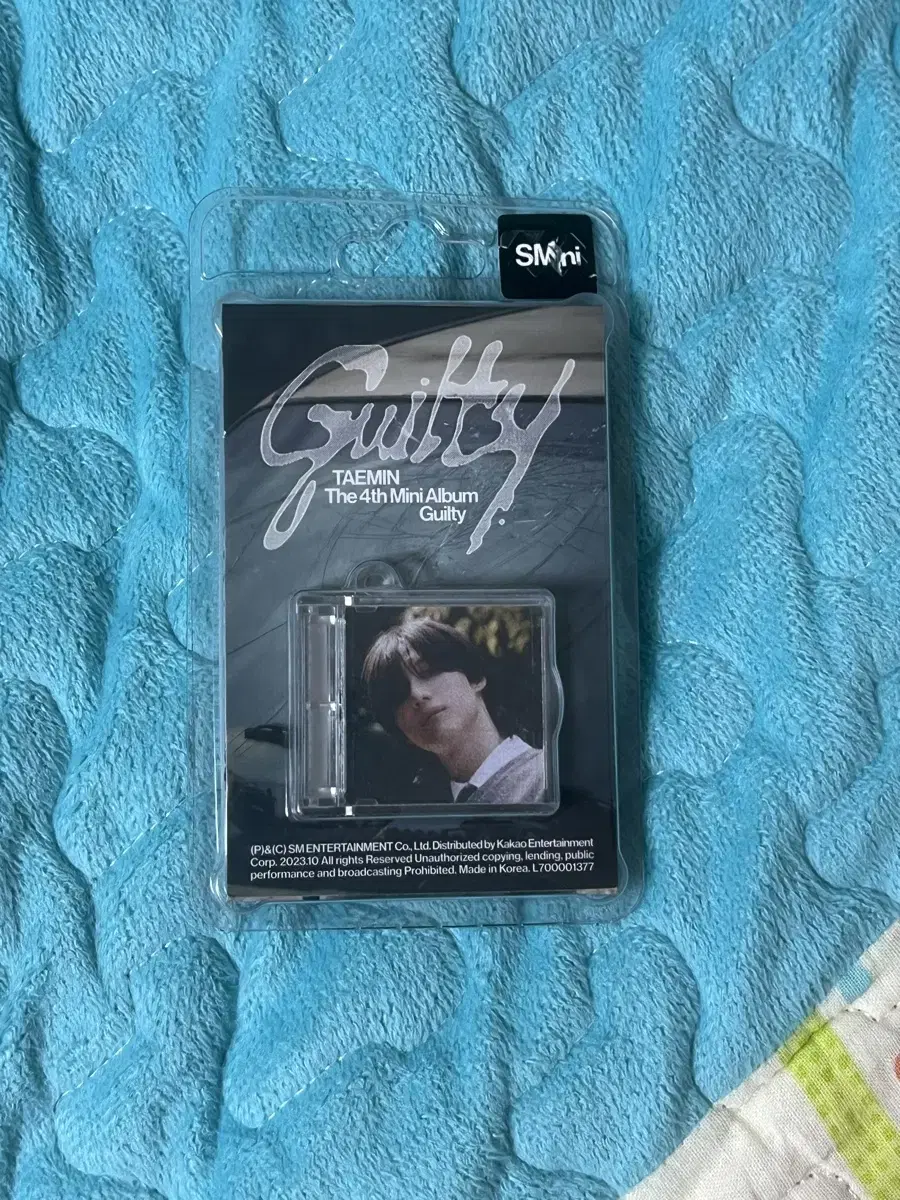 SMini
Guilty
TAEMIN
The 4th Mini Album
Guilty
(P)&(C) SM ENTERTAINMENT Co., Ltd. Distributed by Kakao Entertainment
Corp. 2023.10 All rights Reserved Unauthorized copying, lending, public
performance and broadcasting Prohibited. Made in Korea. L700001377